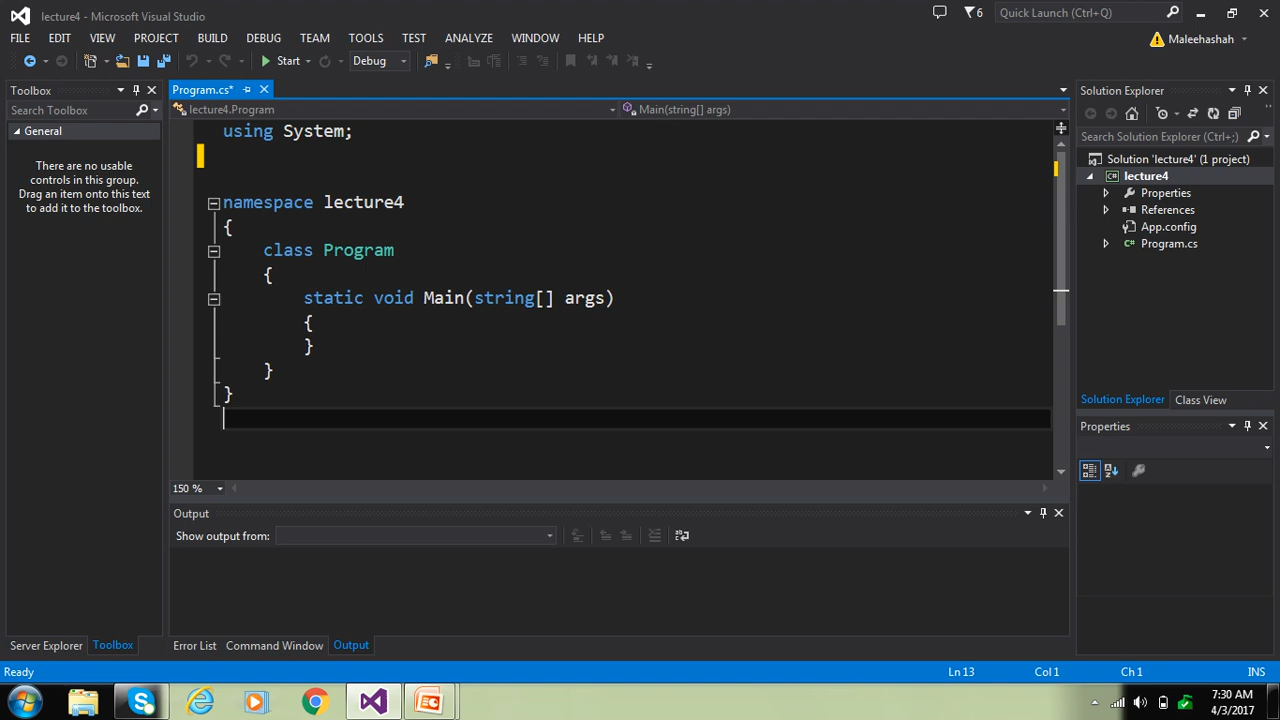 lecture4 - Microsoft Visual Studio
6
Quick Launch (Ctrl+Q)
FILE EDIT VIEW PROJECT BUILD DEBUG TEAM TOOLS TEST ANALYZE WINDOW HELP
Maleehashah
Start
Debug
Toolbox
Search Toolbox
General
There are no usable
controls in this group.
Drag an item onto this text
to add it to the toolbox.
Server Explorer Toolbox
Program.cs*
lecture4.Program
Main(string[] args)
using System;
namespace lecture4
{
class Program
{
static void Main(string[] args)
{
}
}
}
150 %
Output
Show output from:
Error List Command Window Output
Solution Explorer
Search Solution Explorer (Ctrl+;)
Solution 'lecture4' (1 project)
lecture4
Properties
References
App.config
Program.cs
Solution Explorer Class View
Properties
Ready
Ln 13
Col 1
Ch 1
INS
7:30 AM
4/3/2017